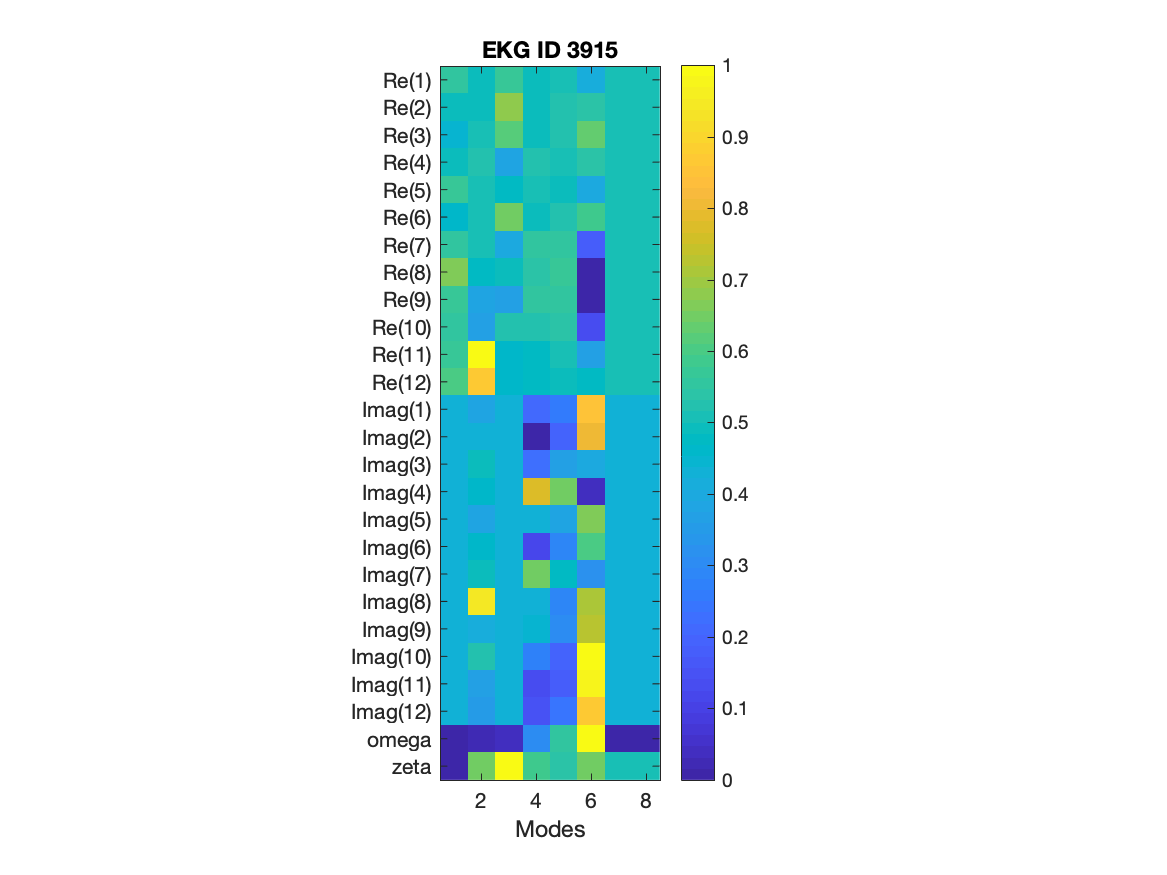 EKG ID 3915
Re(1)
Re(2)
Re(3)
Re(4)
Re(5)
Re(6)
Re(7)
Re(8)
Re(9)
Re(10)
Re(11)
Re(12)
Imag(1)
Imag(2)
Imag(3)
Imag(4)
Imag(5)
Imag(6)
Imag(7)
Imag(8)
Imag(9)
Imag(10)
Imag(11)
Imag(12)
omega
zeta
2 4 6 8
Modes
1
0.9
0.8
0.7
0.6
0.5
0.4
0.3
0.2
0.1
0